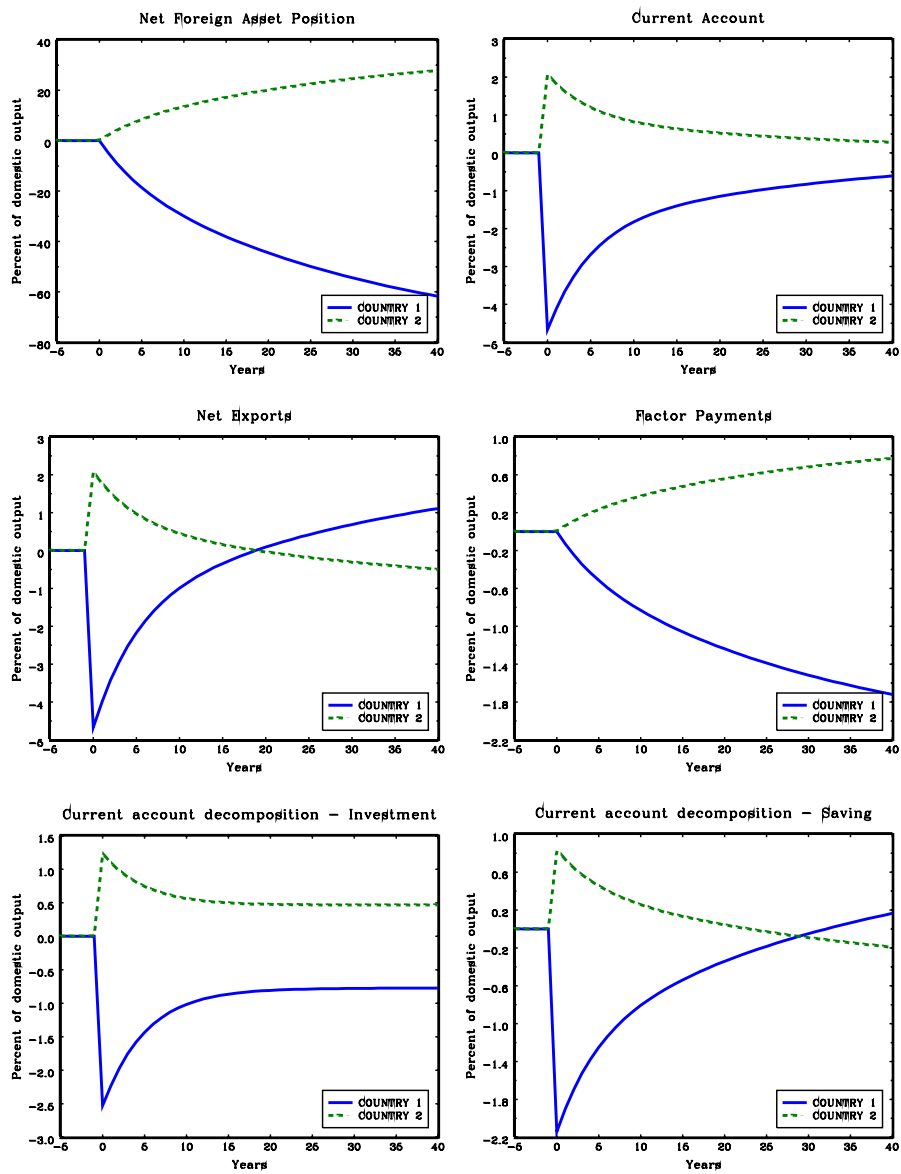 Net Foreign Asset Position
Percent of domestic output
40
20
0
-20
-40
-60
-80
-5 0 5 10 15 20 25 30 35 40
Years
COUNTRY 1
COUNTRY 2
Current Account
Percent of domestic output
3
2
1
0
-1
-2
-3
-4
-5
-5 0 5 10 15 20 25 30 35 40
Years
COUNTRY 1
COUNTRY 2
Net Exports
Percent of domestic output
3
2
1
0
-1
-2
-3
-4
-5
-5 0 5 10 15 20 25 30 35 40
Years
COUNTRY 1
COUNTRY 2
Factor Payments
Percent of domestic output
1.0
0.6
0.2
-0.2
-0.6
-1.0
-1.4
-1.8
-2.2
-5 0 5 10 15 20 25 30 35 40
Years
COUNTRY 1
COUNTRY 2
Current account decomposition - Investment
Percent of domestic output
1.5
1.0
0.5
0.0
-0.5
-1.0
-1.5
-2.0
-2.5
-3.0
-5 0 5 10 15 20 25 30 35 40
Years
COUNTRY 1
COUNTRY 2
Current account decomposition - Saving
Percent of domestic output
1.0
0.6
0.2
-0.2
-0.6
-1.0
-1.4
-1.8
-2.2
-5 0 5 10 15 20 25 30 35 40
Years
COUNTRY 1
COUNTRY 2